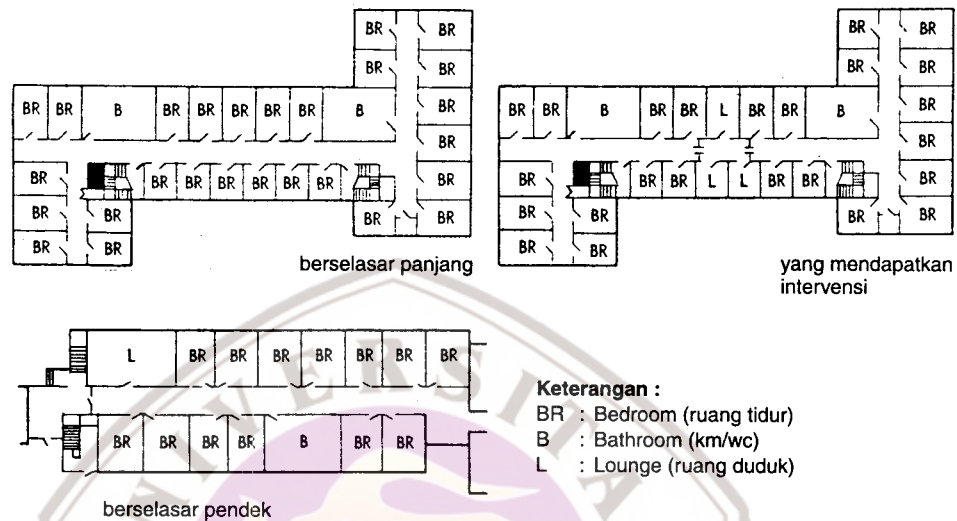 BR BR
BR BR
BR BR B BR BR BR BR BR B BR
BR
BR BR BR BR BR BR BR BR
BR BR BR BR
BR BR
berselasar panjang
BR BR
BR BR
BR BR B BR BR L BR BR B BR
BR
BR BR BR L L BR BR BR
BR BR BR BR
BR BR
yang mendapatkan
intervensi
L BR BR BR BR BR BR BR
BR BR BR BR B BR BR
berselasar pendek
Keterangan :
BR : Bedroom (ruang tidur)
B : Bathroom (km/wc)
L : Lounge (ruang duduk)
NIVERSITA